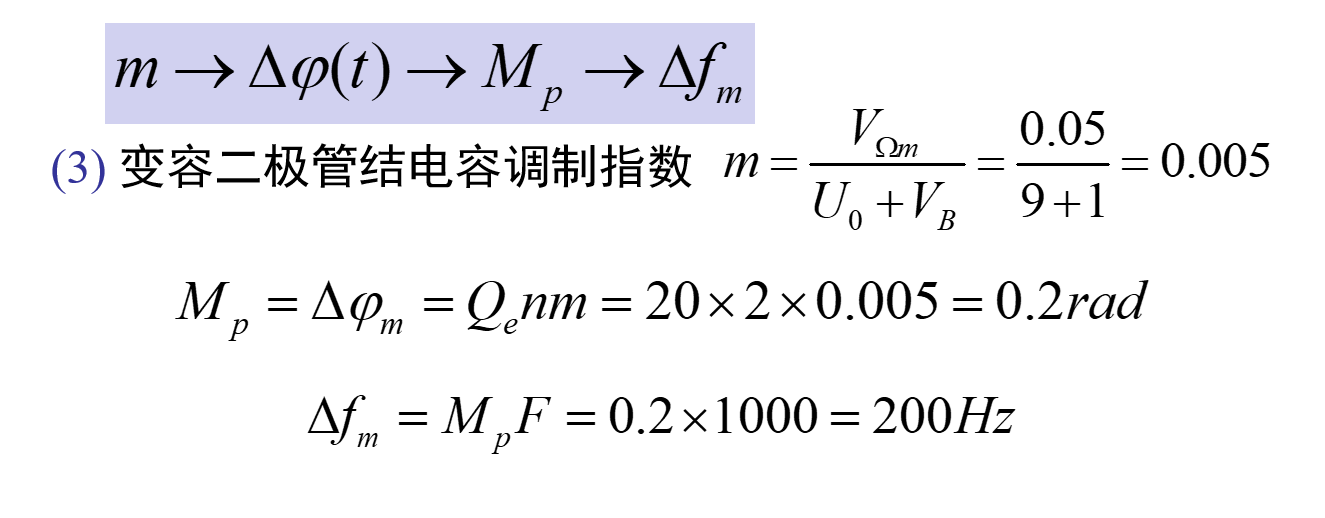 m → Δφ(t) → M_p → Δf_m
(3) 变容二极管结电容调制指数 m = V_Ωm / (U_0 + V_B) = 0.05 / (9 + 1) = 0.005
M_p = Δφ_m = Q_e nm = 20 × 2 × 0.005 = 0.2rad
Δf_m = M_p F = 0.2 × 1000 = 200Hz